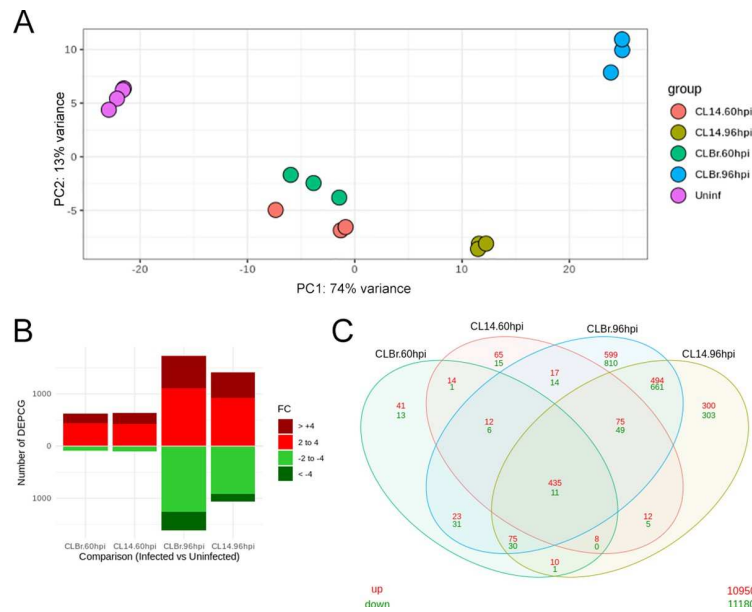 A
PC2: 13% variance
10
5
0
-5
-20
-10
0
10
20
PC1: 74% variance
group
CL14.60hpi
CL14.96hpi
CLBr.60hpi
CLBr.96hpi
Uninf
B
Number of DEPCG
1000
0
1000
CLBr.60hpi CL14.60hpi CLBr.96hpi CL14.96hpi
Comparison (Infected vs Uninfected)
FC
> +4
2 to 4
-2 to -4
< -4
C
CLBr.60hpi
CL14.60hpi
CLBr.96hpi
CL14.96hpi
65
15
599
810
17
14
14
1
494
661
41
13
300
303
12
6
75
49
435
11
23
31
12
5
75
30
8
0
10
1
up
down
10950
11180